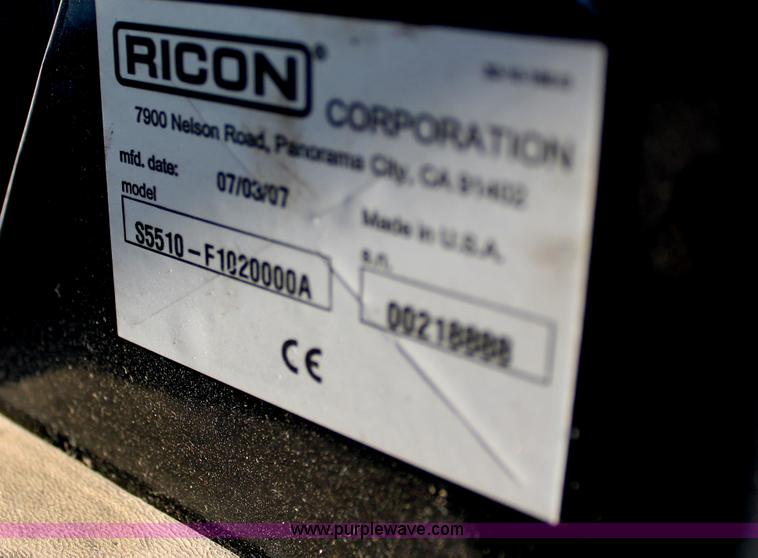 RICON®
CORPORATION
7900 Nelson Road, Panorama City, CA 91402
mfd. date: 07/03/07
Made in U.S.A.
model
S5510-F1020000A
s.n.
CE
www.purplewave.com